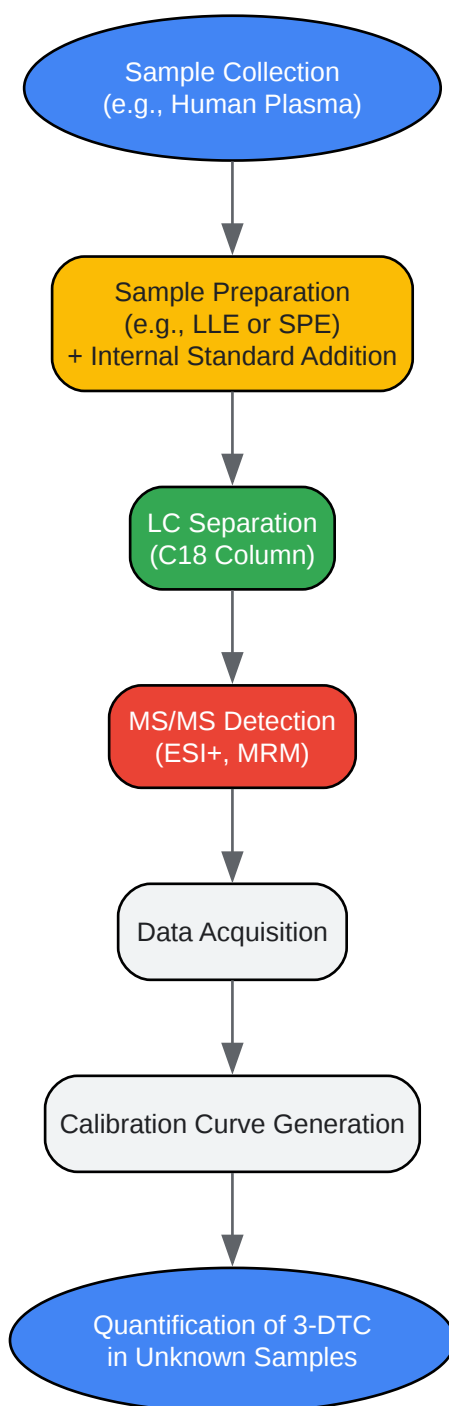 Sample Collection
(e.g., Human Plasma)
Sample Preparation
(e.g., LLE or SPE)
+ Internal Standard Addition
LC Separation
(C18 Column)
MS/MS Detection
(ESI+, MRM)
Data Acquisition
Calibration Curve Generation
Quantification of 3-DTC
in Unknown Samples